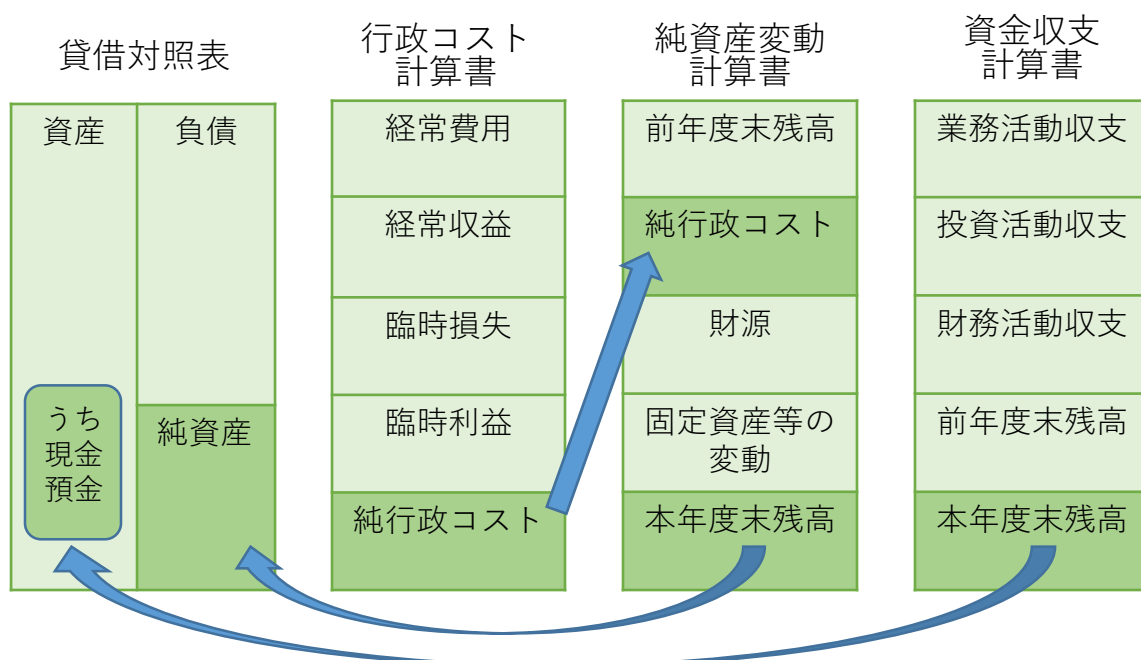 貸借対照表
資産
負債
うち
現金
預金
純資産
行政コスト
計算書
経常費用
経常収益
臨時損失
臨時利益
純行政コスト
純資産変動
計算書
前年度末残高
純行政コスト
財源
固定資産等の
変動
本年度末残高
資金収支
計算書
業務活動収支
投資活動収支
財務活動収支
前年度末残高
本年度末残高